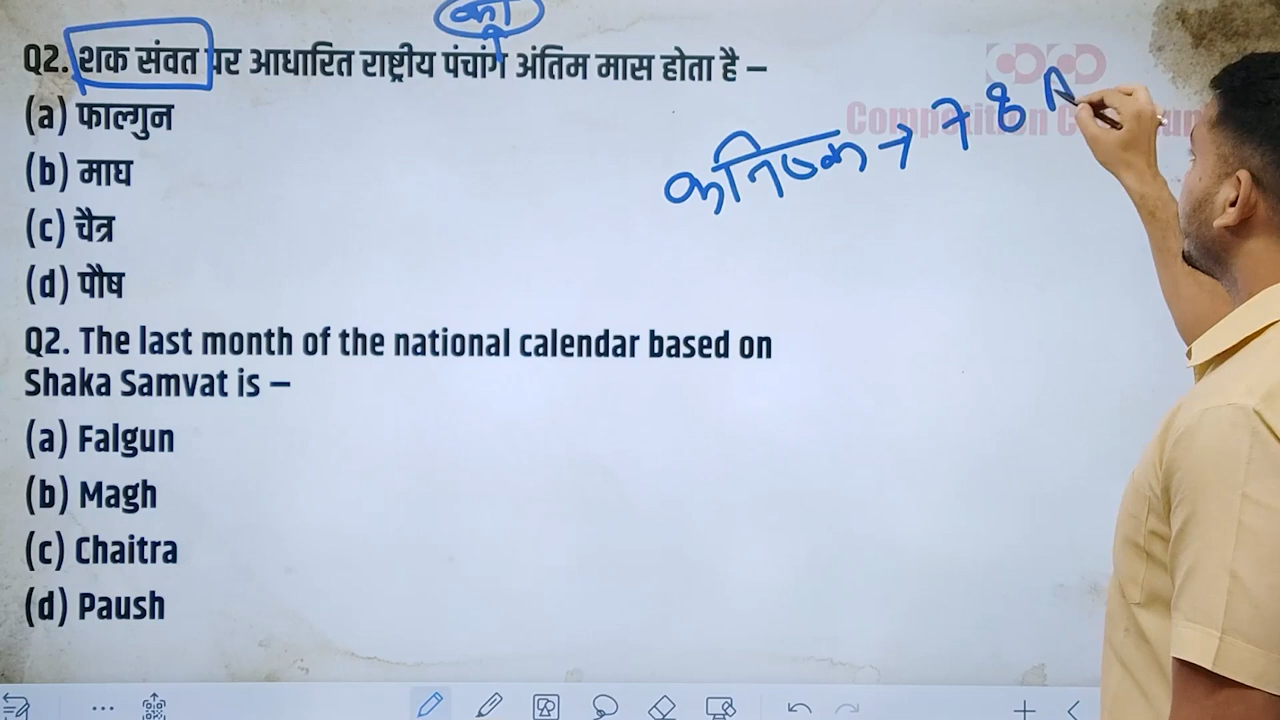 का
Q2. शक संवत पर आधारित राष्ट्रीय पंचांग अंतिम मास होता है –
(a) फाल्गुन
(b) माघ
(c) चैत्र
(d) पौष
कनिष्क → 78 A
Q2. The last month of the national calendar based on
Shaka Samvat is –
(a) Falgun
(b) Magh
(c) Chaitra
(d) Paush